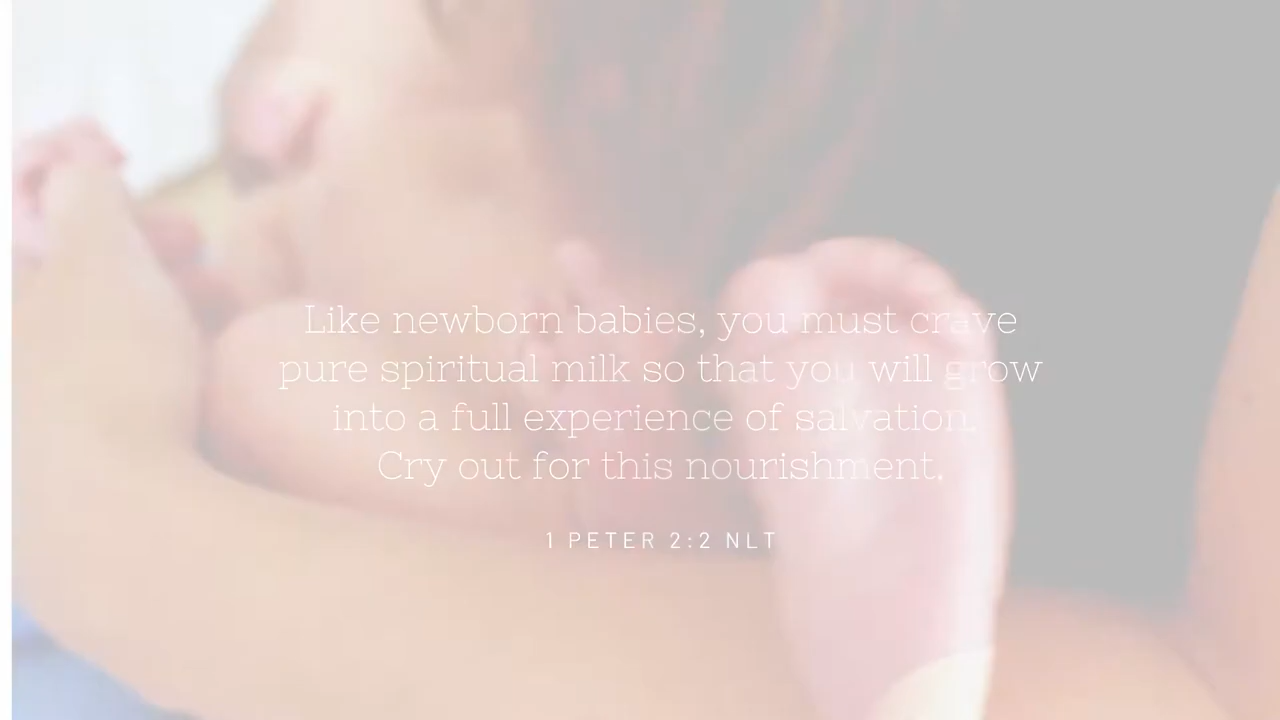 Like newborn babies, you must crave
pure spiritual milk so that you will grow
into a full experience of salvation.
Cry out for this nourishment.
1 PETER 2:2 NLT